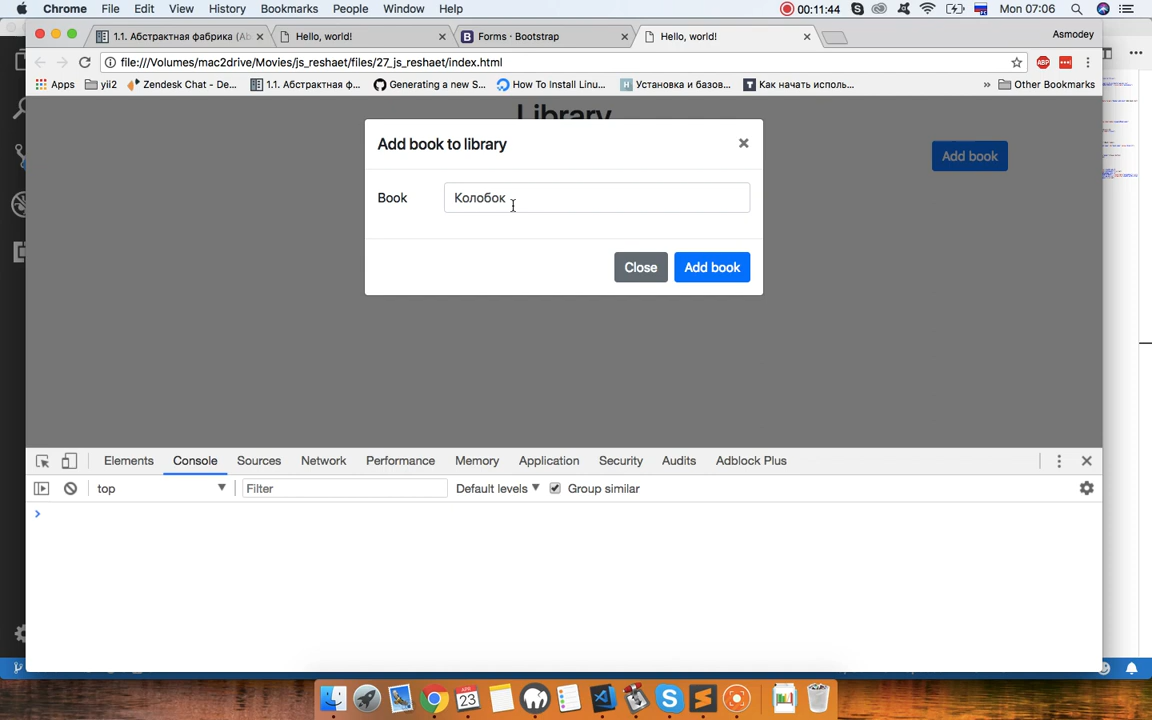 Chrome File Edit View History Bookmarks People Window Help 00:11:44 Mon 07:06
1.1. Абстрактная фабрика (Ab Hello, world! Forms · Bootstrap Hello, world! Asmodey
file:///Volumes/mac2drive/Movies/js_reshaet/files/27_js_reshaet/index.html ABP
Apps yii2 Zendesk Chat - De... 1.1. Абстрактная ф... Generating a new S... How To Install Linu... H Установка и базов... T Как начать исполь... » Other Bookmarks
Library
Add book to library ×
Add book
Book Колобок
Close Add book
Elements Console Sources Network Performance Memory Application Security Audits Adblock Plus
top Filter Default levels Group similar
APR
23